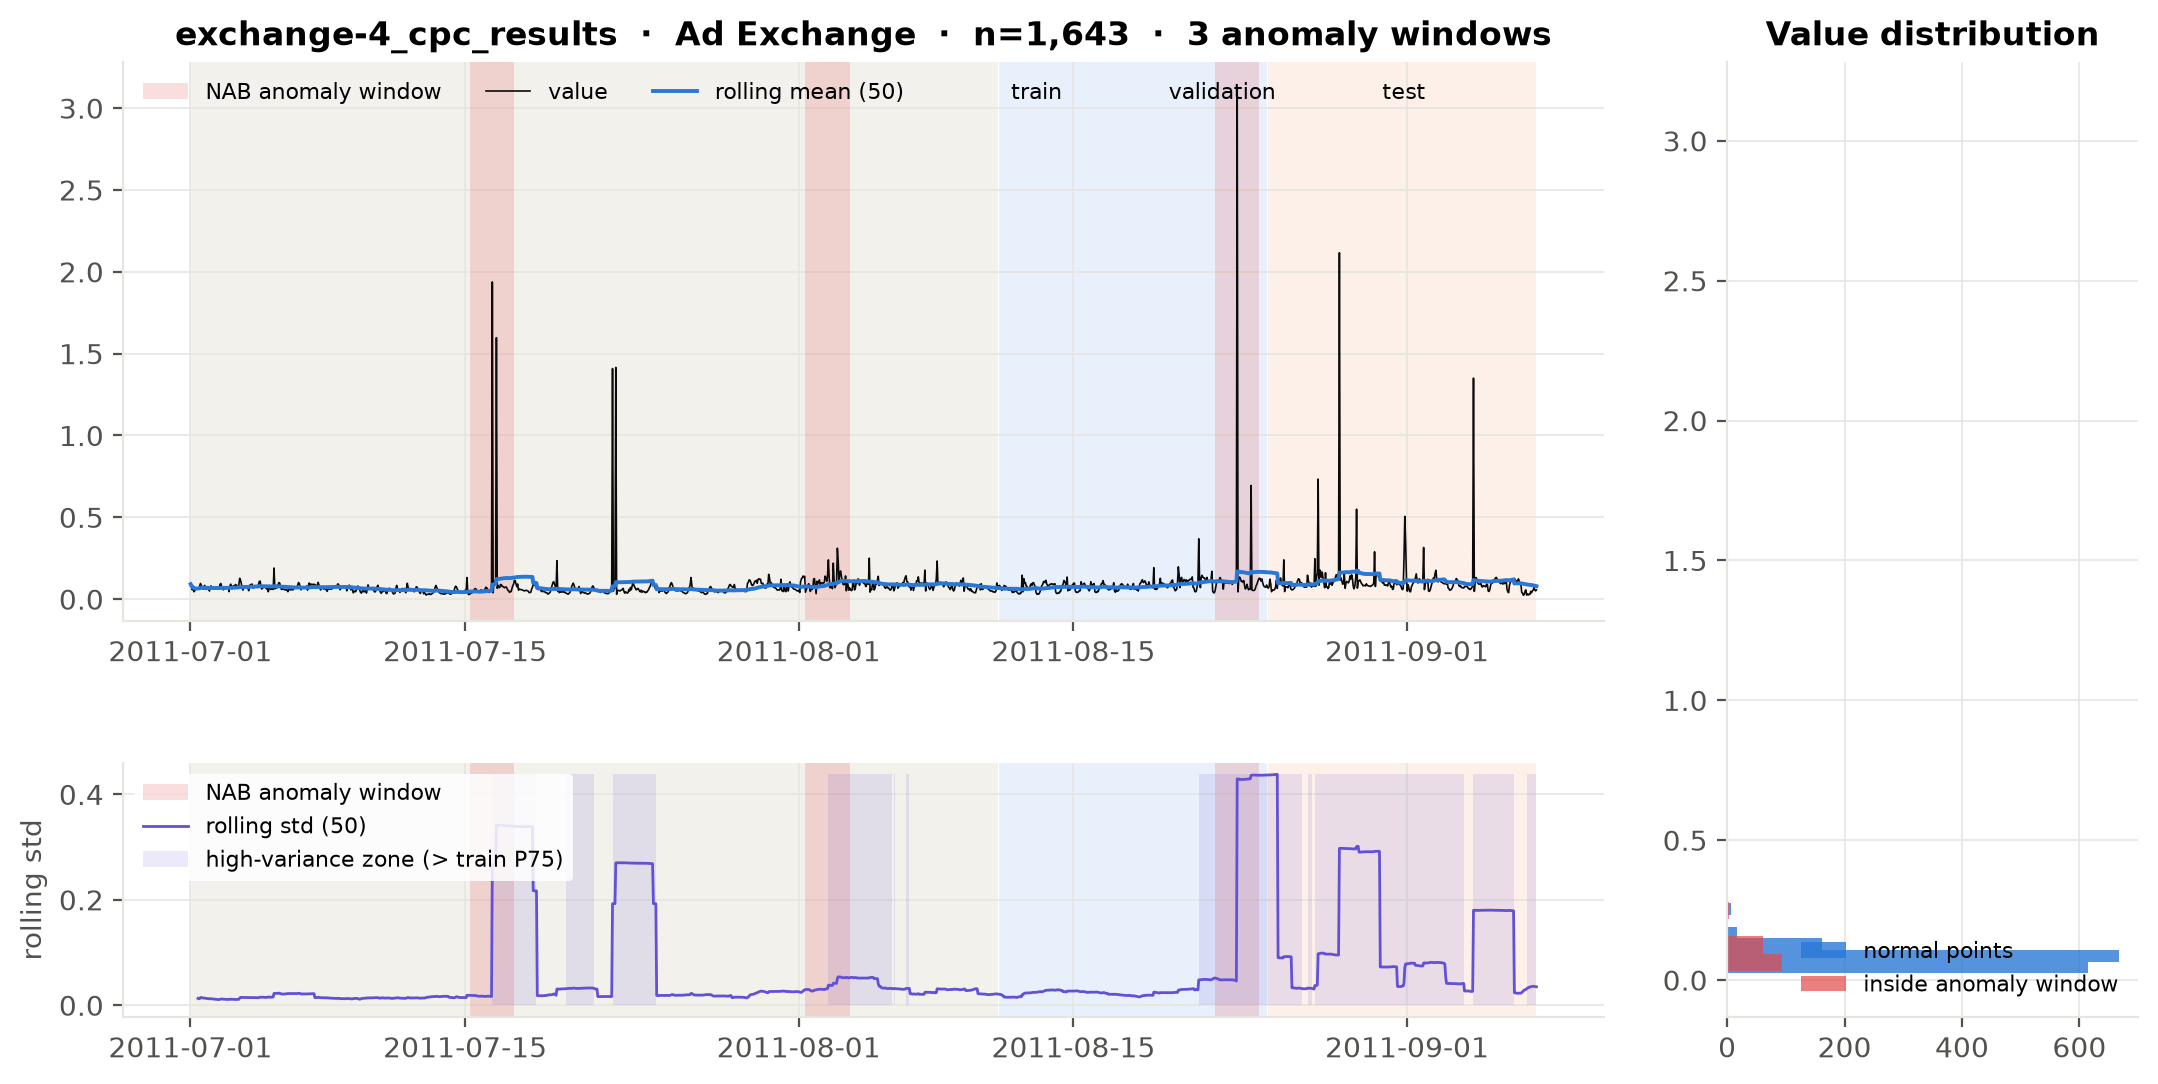 exchange-4_cpc_results · Ad Exchange · n=1,643 · 3 anomaly windows
NAB anomaly window
value
rolling mean (50)
train
validation
test
3.0
2.5
2.0
1.5
1.0
0.5
0.0
2011-07-01
2011-07-15
2011-08-01
2011-08-15
2011-09-01
rolling std
0.4
0.2
0.0
NAB anomaly window
rolling std (50)
high-variance zone (> train P75)
2011-07-01
2011-07-15
2011-08-01
2011-08-15
2011-09-01
Value distribution
3.0
2.5
2.0
1.5
1.0
0.5
0.0
normal points
inside anomaly window
0
200
400
600